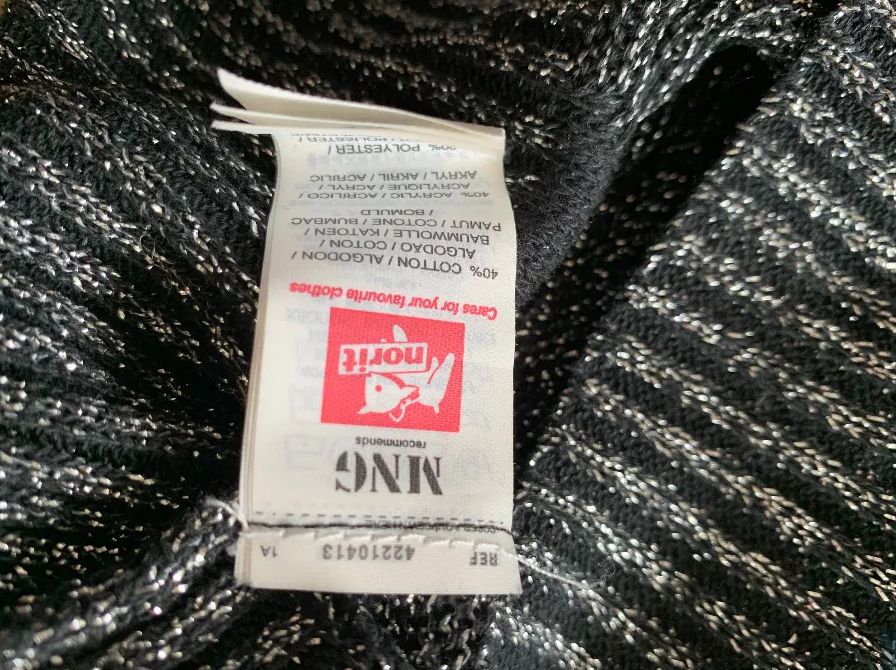 REF 42210413 1A
MNG
recommends
norit
Cares for your favourite clothes
40% COTTON / ALGODON /
ALGODAO / COTON /
BAUMWOLLE / KATOEN /
PAMUT / COTONE / BUMBAC
/ BOMULD
40% ACRYLIC / ACRILICO /
ACRYLIQUE / ACRYL /
AKRYL / AKRIL / ACRILIC
20% POLYESTER /